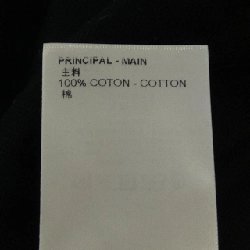 PRINCIPAL - MAIN
主料
100% COTON - COTTON
棉